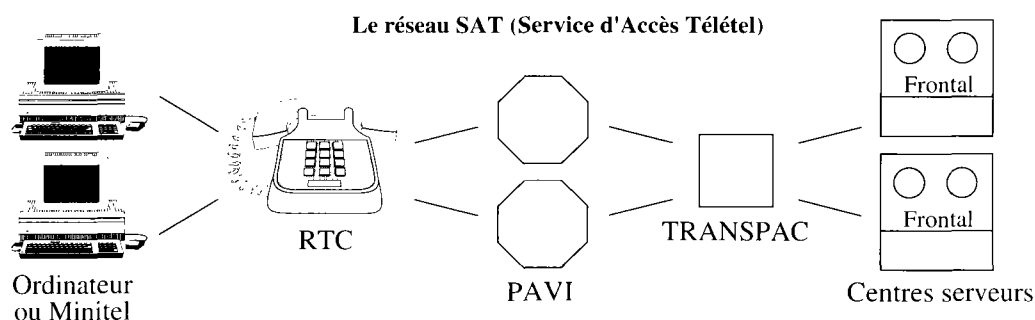 Le réseau SAT (Service d'Accès Télétel)
Frontal
Frontal
RTC
TRANSPAC
PAVI
Ordinateur
ou Minitel
Centres serveurs